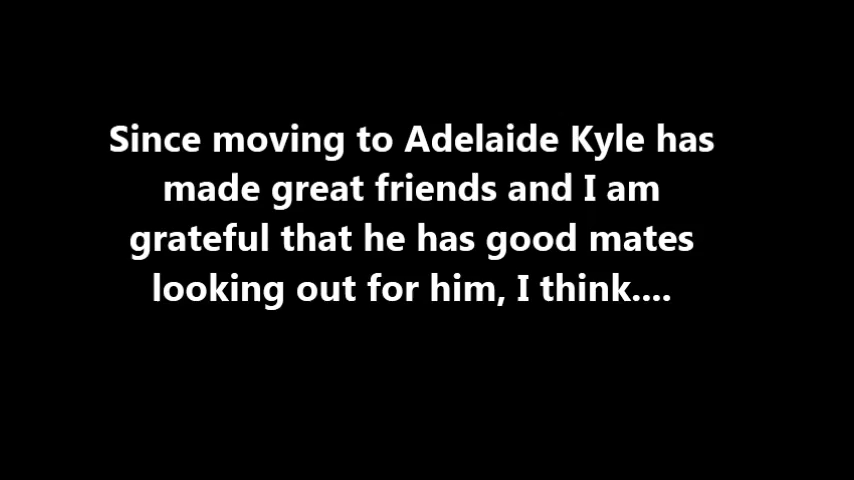 Since moving to Adelaide Kyle has
made great friends and I am
grateful that he has good mates
looking out for him, I think....